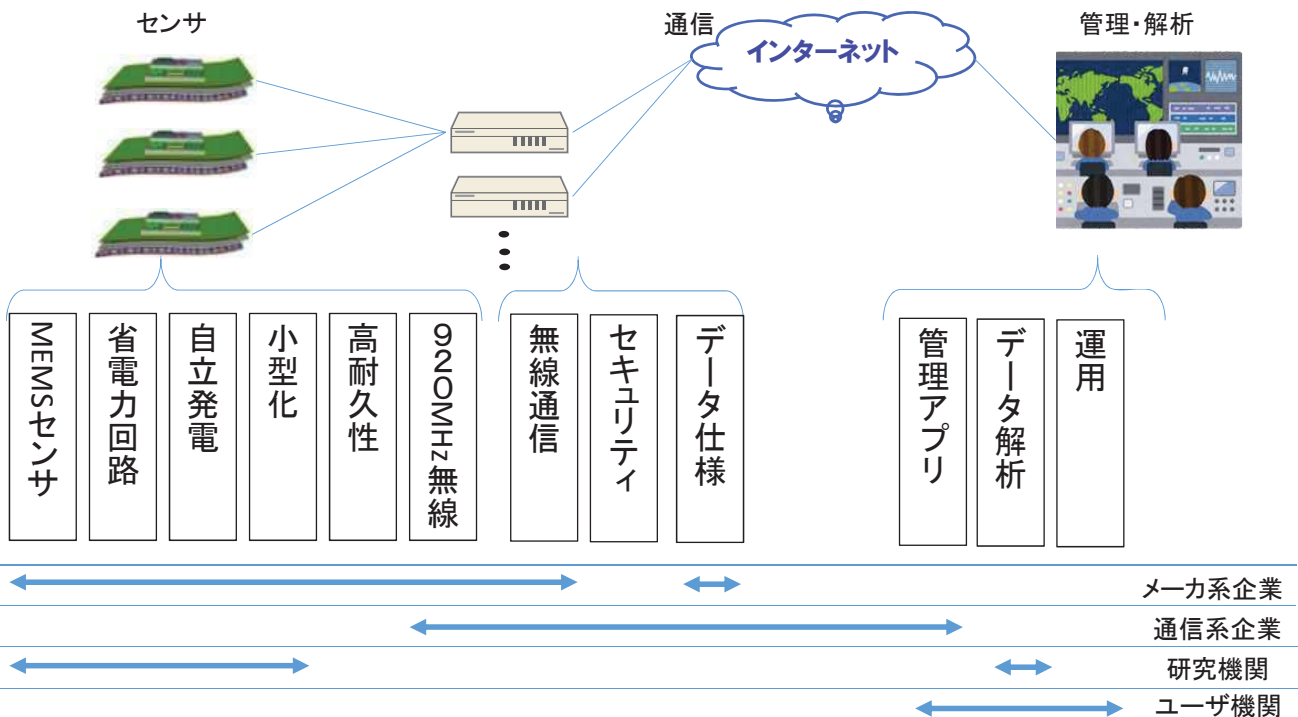 センサ
通信
管理・解析
インターネット
MEMSセンサ
省電力回路
自立発電
小型化
高耐久性
920MHz無線
無線通信
セキュリティ
データ仕様
管理アプリ
データ解析
運用
メーカ系企業
通信系企業
研究機関
ユーザ機関